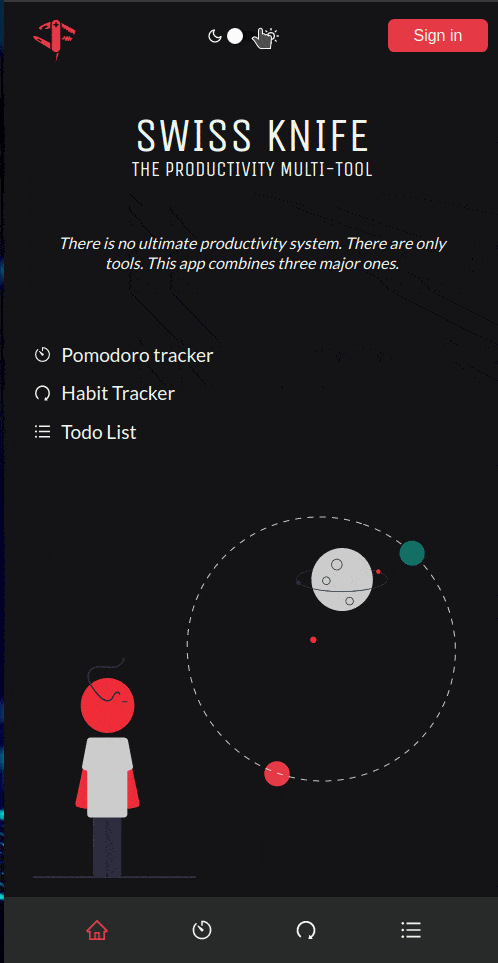 Sign in
SWISS KNIFE
THE PRODUCTIVITY MULTI-TOOL
There is no ultimate productivity system. There are only
tools. This app combines three major ones.
Pomodoro tracker
Habit Tracker
Todo List